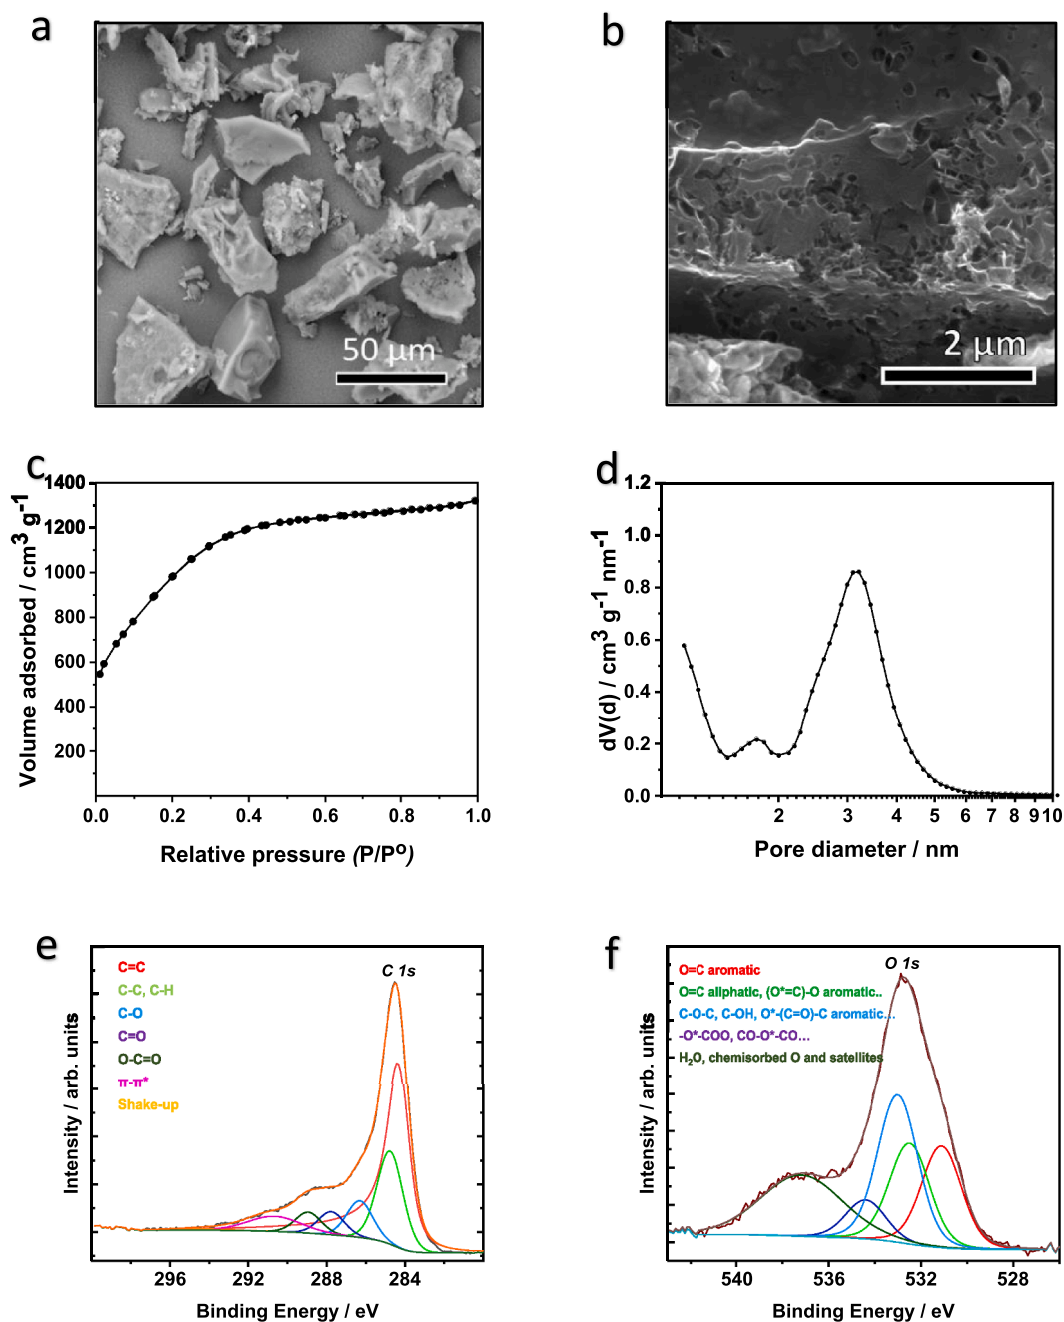 a
b
50 μm
2 μm
c
d
1400
1200
1000
800
600
400
200
0.0
0.2
0.4
0.6
0.8
1.0
Volume adsorbed / cm³ g⁻¹
Relative pressure (P/Pᴼ)
1.2
1.0
0.8
0.6
0.4
0.2
0.0
2
3
4
5
6
7
8
9
10
dV(d) / cm³ g⁻¹ nm⁻¹
Pore diameter / nm
e
f
C 1s
C=C
C-C, C-H
C-O
C=O
O-C=O
π-π*
Shake-up
296
292
288
284
Intensity / arb. units
Binding Energy / eV
O 1s
O=C aromatic
O=C aliphatic, (O*=C)-O aromatic..
C-O-C, C-OH, O*-(C=O)-C aromatic...
-O*-COO, CO-O*-CO...
H₂O, chemisorbed O and satellites
540
536
532
528
Intensity / arb. units
Binding Energy / eV